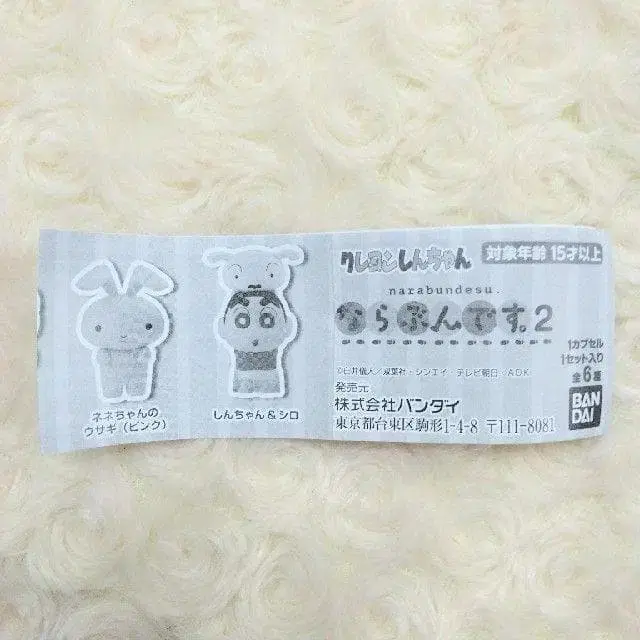 クレヨンしんちゃん
対象年齢 15才以上
narabundesu.
ならぶんです。2
1カプセル
1セット入り
全6種
©臼井儀人/双葉社・シンエイ・テレビ朝日・ADK
発売元
株式会社バンダイ
東京都台東区駒形1-4-8 〒111-8081
BAN
DAI
ネネちゃんの
ウサギ(ピンク)
しんちゃん&シロ